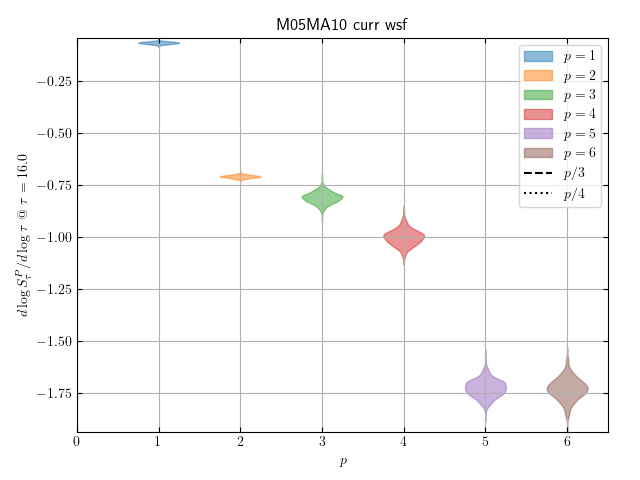 M05MA10 curr wsf
d log S_τ^p/d log τ @ τ = 16.0
−0.25
−0.50
−0.75
−1.00
−1.25
−1.50
−1.75
0 1 2 3 4 5 6
p
p = 1
p = 2
p = 3
p = 4
p = 5
p = 6
p/3
p/4